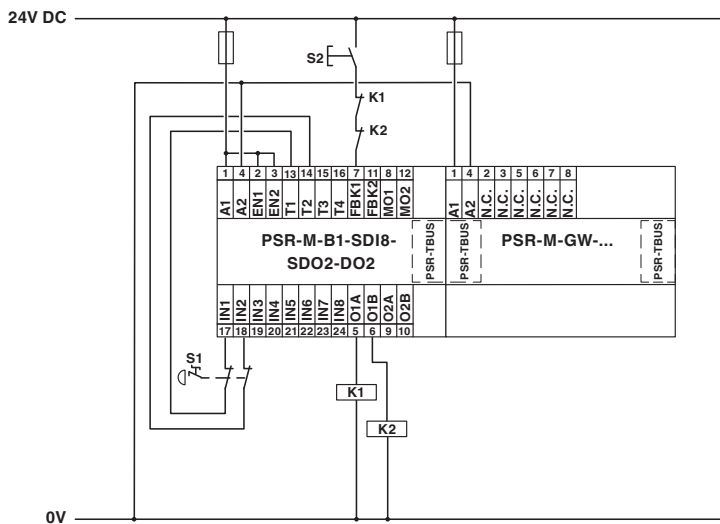 24V DC
S2
K1
K2
1 4 2 3 13 14 15 16 7 11 8 12
A1 A2 EN1 EN2 T1 T2 T3 T4 FBK1 FBK2 MO1 MO2
1 4 2 3 5 6 7 8
A1 A2 N.C. N.C. N.C. N.C. N.C. N.C.
PSR-M-B1-SDI8-
SDO2-DO2
PSR-TBUS
PSR-TBUS
PSR-M-GW-...
PSR-TBUS
IN1 IN2 IN3 IN4 IN5 IN6 IN7 IN8 O1A O1B O2A O2B
17 18 19 20 21 22 23 24 5 6 9 10
S1
K1
K2
0V